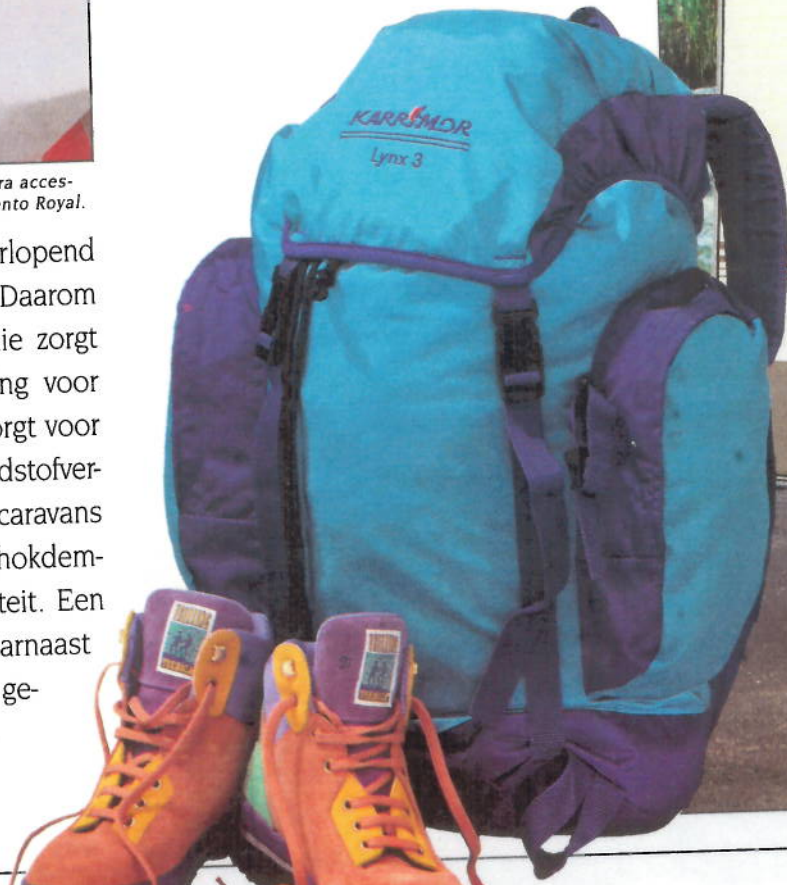 ra acces-
nto Royal.
rlopend
Daarom
ie zorgt
ng voor
orgt voor
dstofver-
caravans
hokdem-
teit. Een
arnaast
ge-
KARRIMOR
Lynx 3